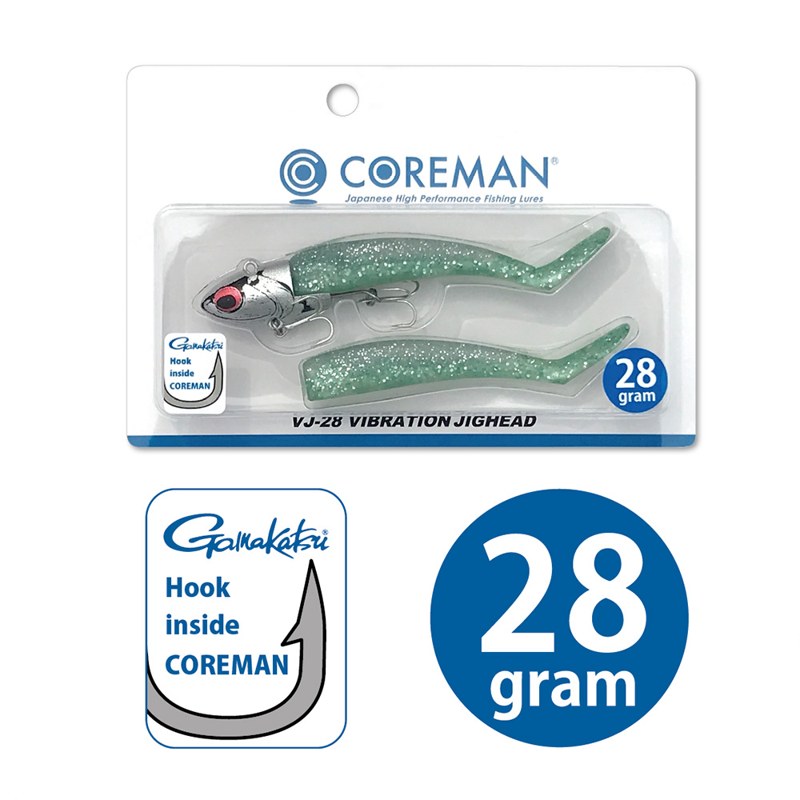 COREMAN®
Japanese High Performance Fishing Lures
Gamakatsu
Hook
inside
COREMAN
28
gram
VJ-28 VIBRATION JIGHEAD
Gamakatsu®
Hook
inside
COREMAN
28
gram